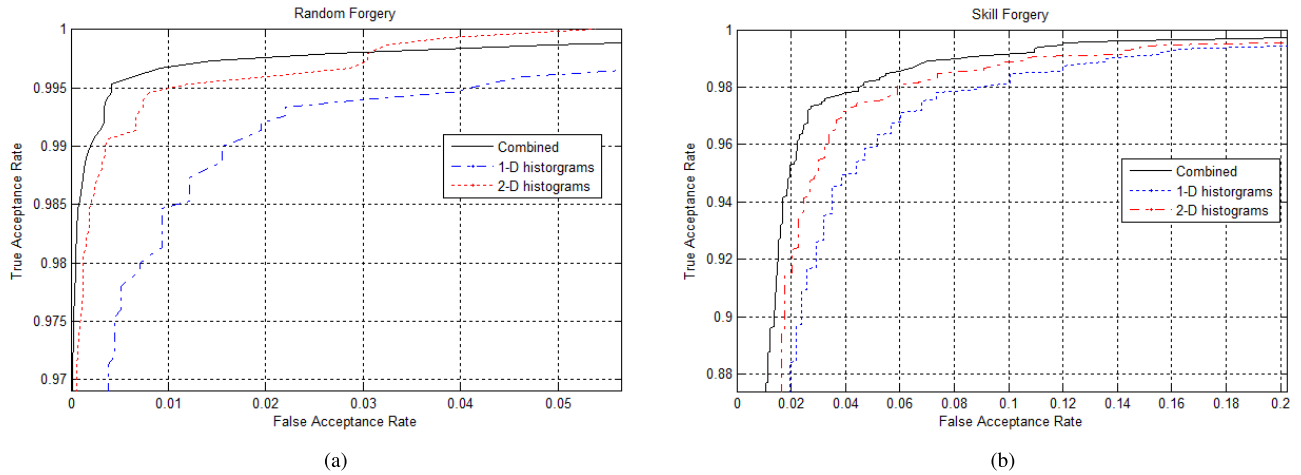 Random Forgery
1
0.995
0.99
0.985
0.98
0.975
0.97
True Acceptance Rate
Combined
1-D historgrams
2-D histograms
0 0.01 0.02 0.03 0.04 0.05
False Acceptance Rate
(a)
Skill Forgery
1
0.98
0.96
0.94
0.92
0.9
0.88
True Acceptance Rate
Combined
1-D historgrams
2-D histograms
0 0.02 0.04 0.06 0.08 0.1 0.12 0.14 0.16 0.18 0.2
False Acceptance Rate
(b)